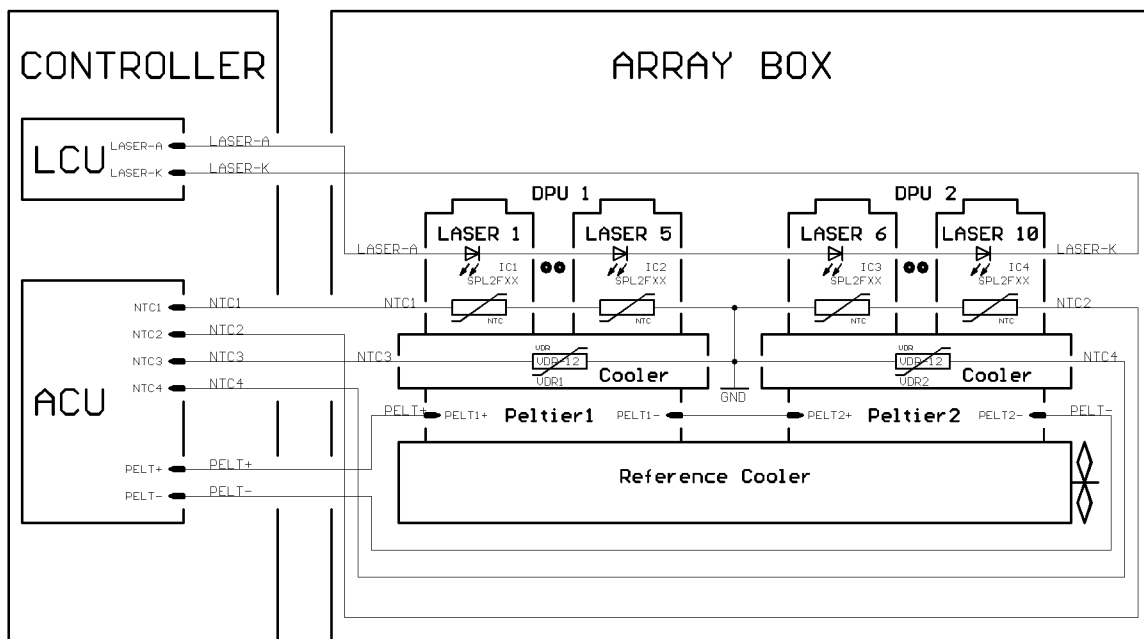 CONTROLLER
ARRAY BOX
LCU
LASER-A
LASER-A
LASER-K
LASER-K
DPU 1
DPU 2
LASER 1
LASER 5
LASER 6
LASER 10
LASER-A
LASER-K
IC1
SPL2FXX
IC2
SPL2FXX
IC3
SPL2FXX
IC4
SPL2FXX
ACU
NTC1
NTC1
NTC1
NTC2
NTC
NTC
NTC
NTC
NTC2
NTC2
NTC3
NTC3
NTC3
NTC4
VDR
VDR-12
VDR1
Cooler
VDR
VDR-12
VDR2
Cooler
NTC4
NTC4
GND
PELT+
PELT1+
Peltier1
PELT1-
PELT2+
Peltier2
PELT2-
PELT-
PELT+
PELT+
Reference Cooler
PELT-
PELT-